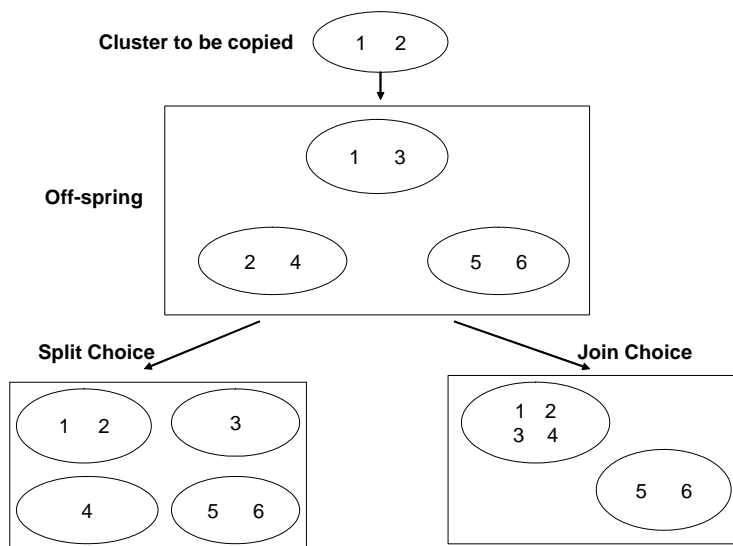 Cluster to be copied
1 2
1 3
Off-spring
2 4
5 6
Split Choice
Join Choice
1 2
3
4
5 6
1 2
3 4
5 6